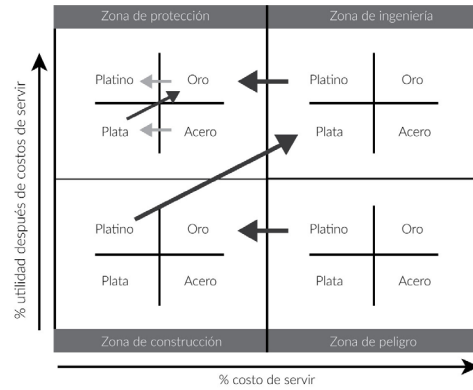 Zona de protección
Zona de ingeniería
Platino
Oro
Plata
Acero
Platino
Oro
Plata
Acero
Platino
Oro
Plata
Acero
Platino
Oro
Plata
Acero
Zona de construcción
Zona de peligro
% utilidad después de costos de servir
% costo de servir